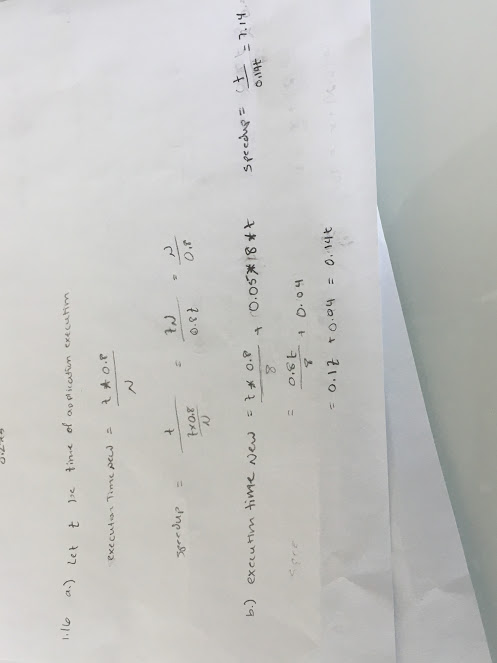 1.16 a.) Let t be time of application execution
execution Time New = t * 0.8 / N
speedup = t / (t x 0.8 / N) = tN / 0.8t = N / 0.8
b.) execution time New = t * 0.8 / 8 + 0.05 * 8 * t speedup = t / 0.14t = 7.14
= 0.8t / 8 + 0.04
= 0.1t + 0.04 = 0.14t